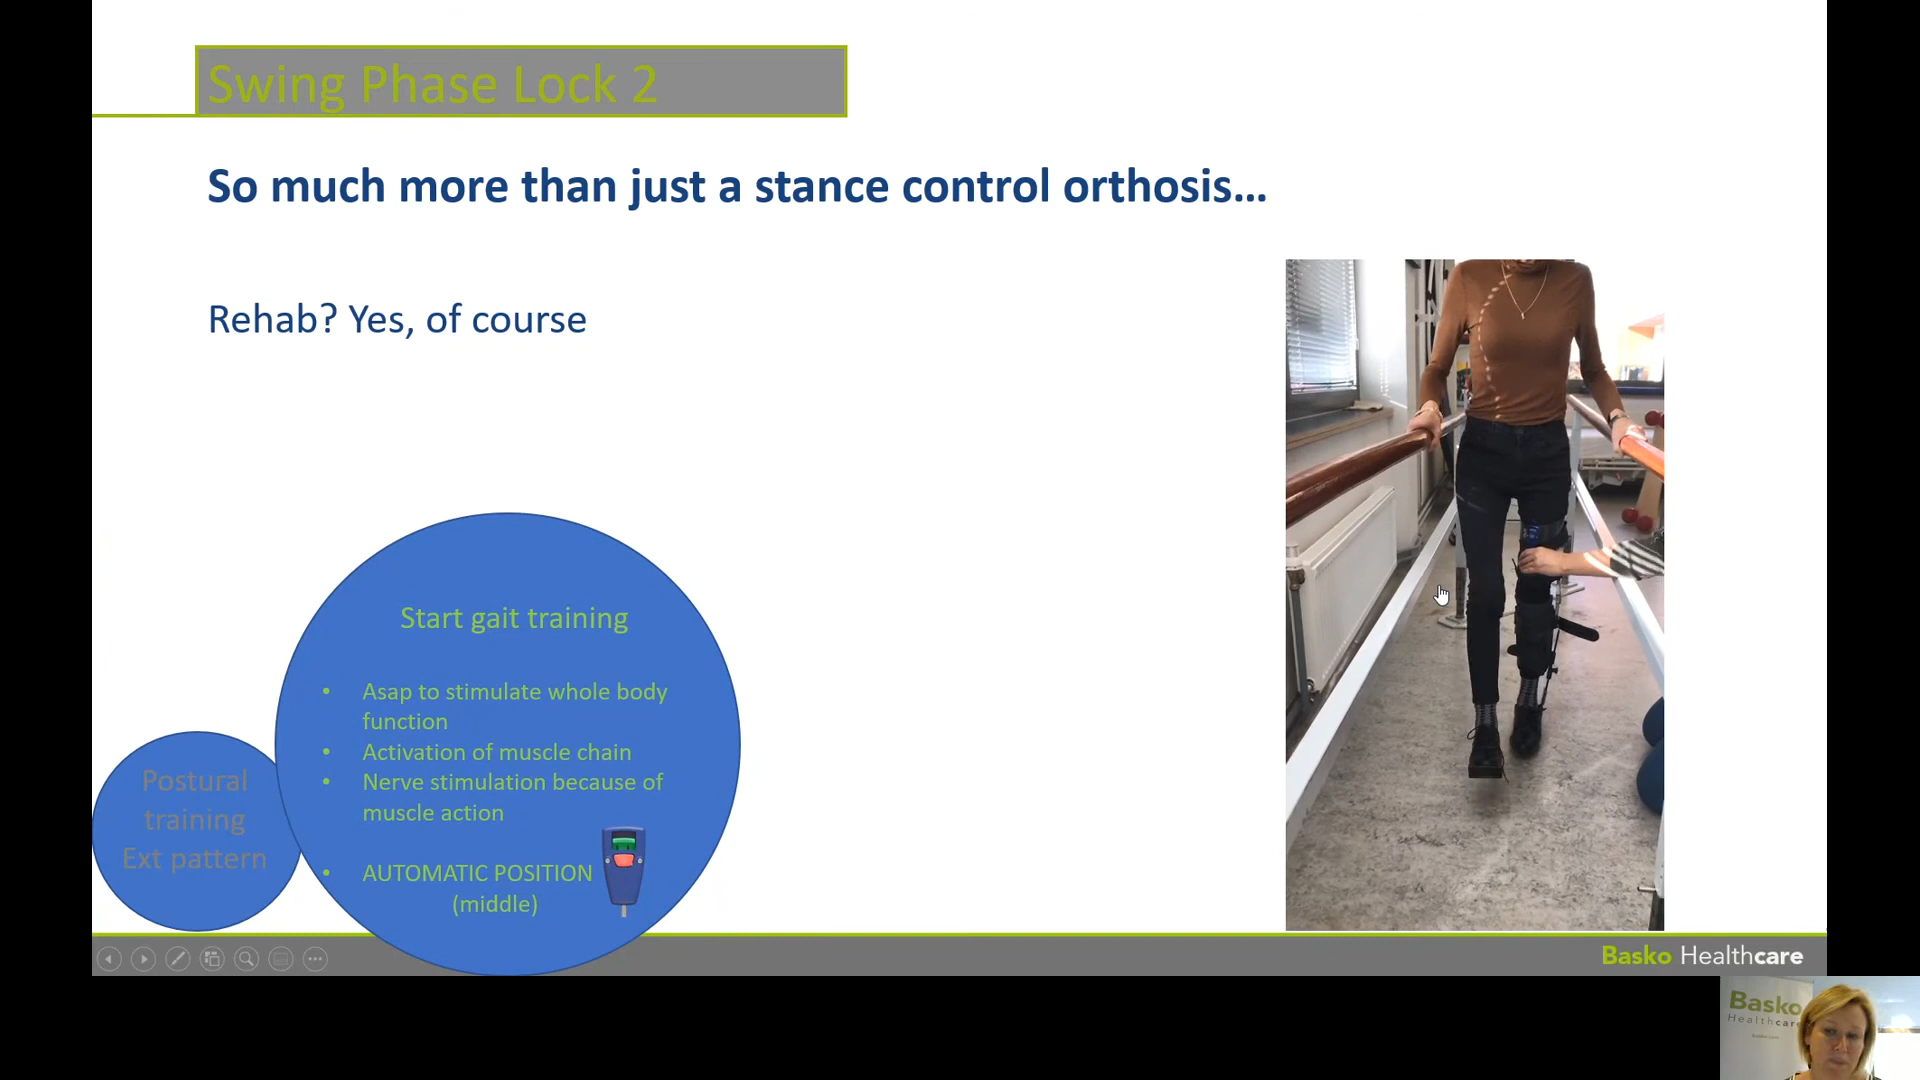 Swing Phase Lock 2
So much more than just a stance control orthosis...
Rehab? Yes, of course
Start gait training
• Asap to stimulate whole body
function
• Activation of muscle chain
• Nerve stimulation because of
muscle action
• AUTOMATIC POSITION
(middle)
Postural
training
Ext pattern
Basko Healthcare
Basko
Healthcare